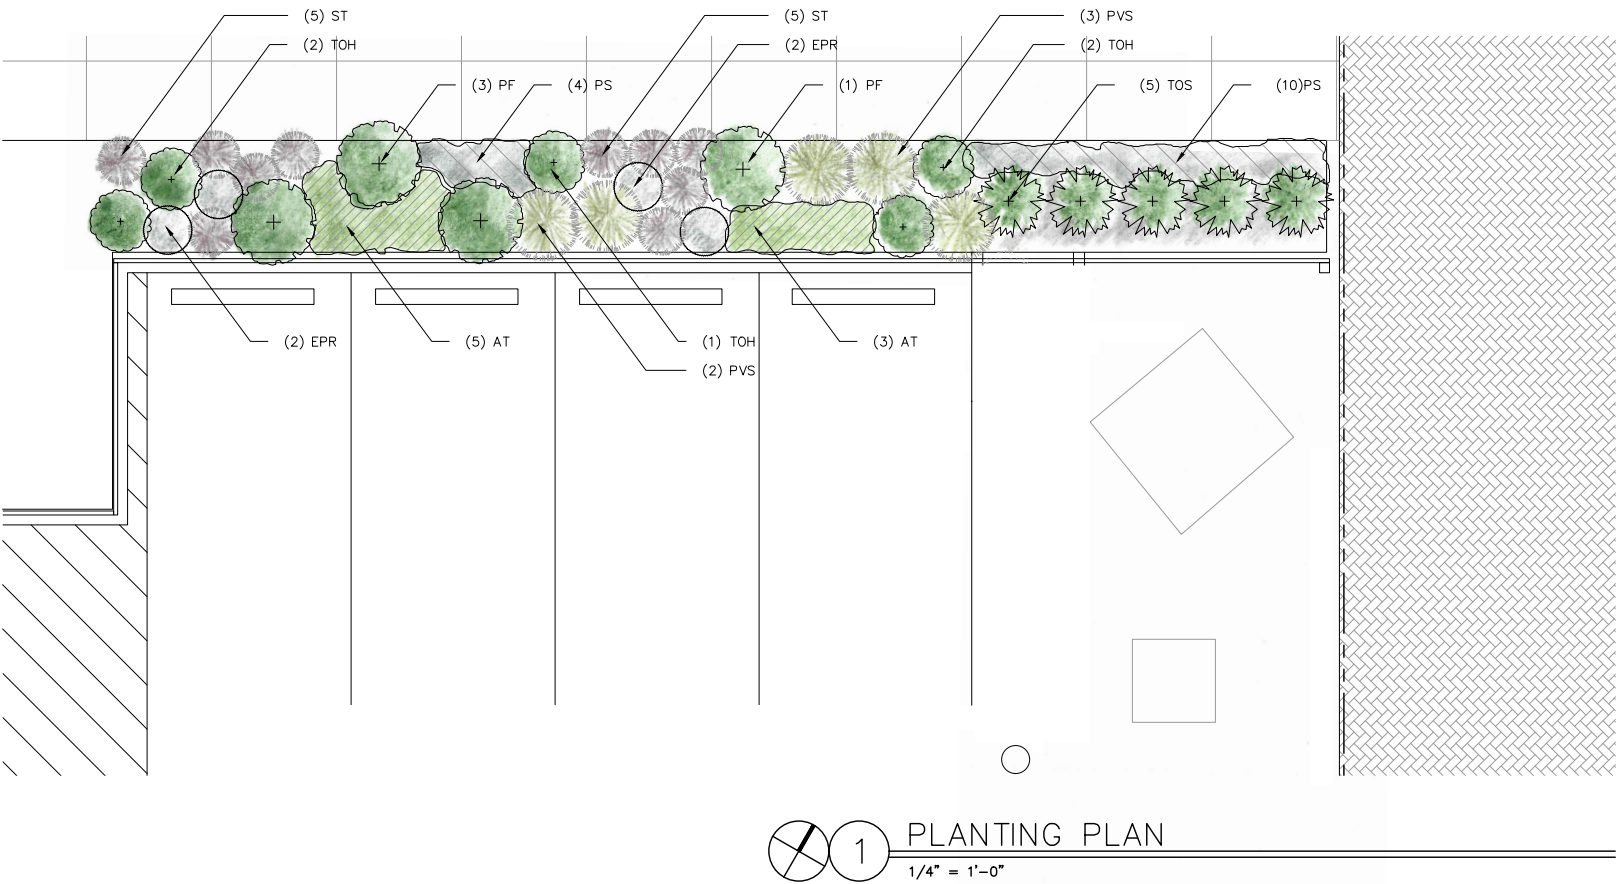 (5) ST
(5) ST
(3) PVS
(2) TOH
(2) EPR
(2) TOH
(3) PF
(4) PS
(1) PF
(5) TOS
(10)PS
(2) EPR
(5) AT
(1) TOH
(3) AT
(2) PVS
1
PLANTING PLAN
1/4" = 1'-0"